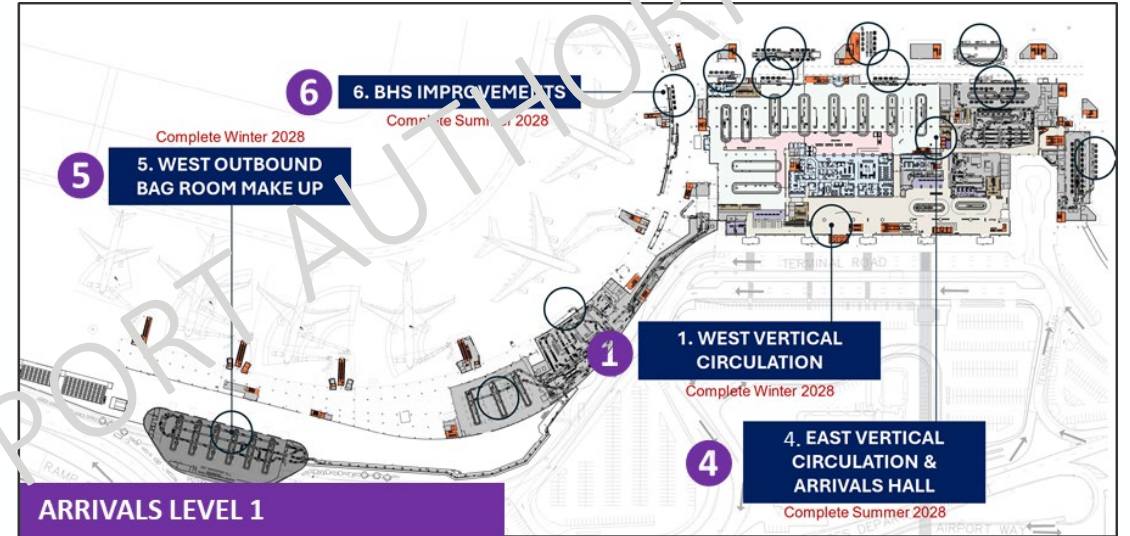 PORT AUTHORI
6
6. BHS IMPROVEMENTS
Complete Summer 2028
Complete Winter 2028
5
5. WEST OUTBOUND
BAG ROOM MAKE UP
TERMINAL ROAD
1
1. WEST VERTICAL
CIRCULATION
Complete Winter 2028
4
4. EAST VERTICAL
CIRCULATION &
ARRIVALS HALL
Complete Summer 2028
RAMP
AIRPORT WAY
ARRIVALS LEVEL 1